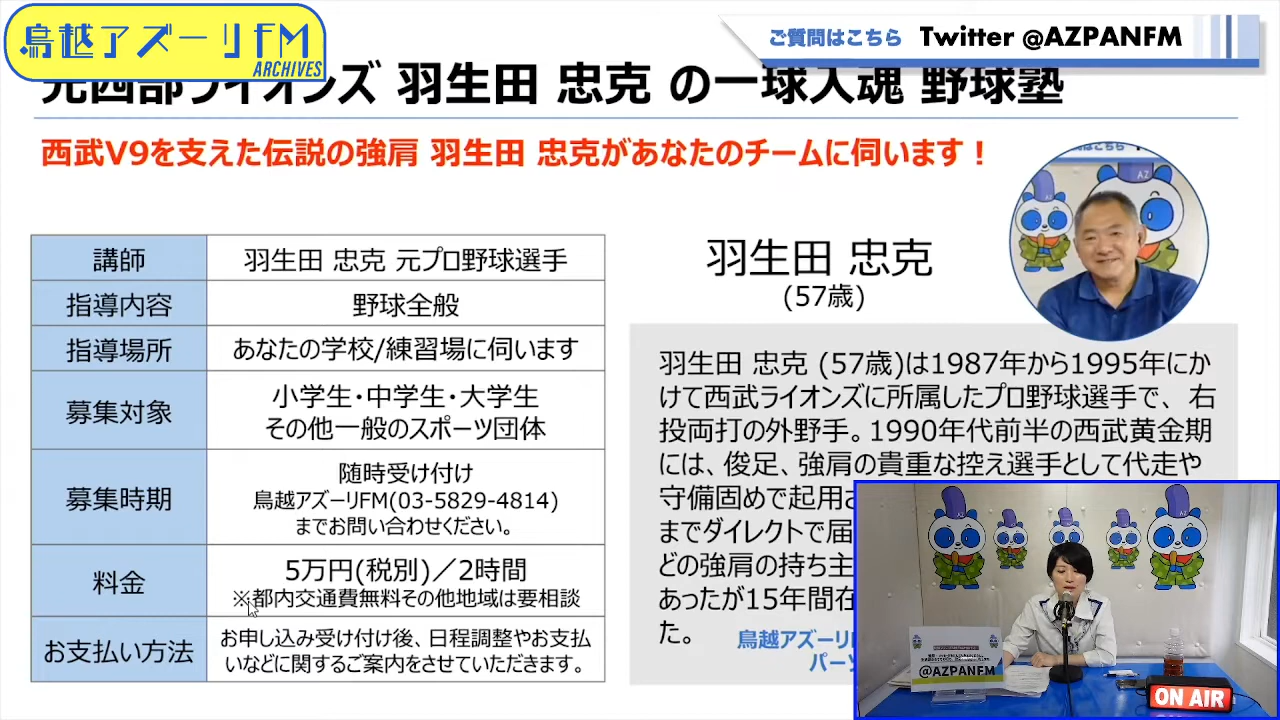 鳥越アズーリFM
ARCHIVES
ご質問はこちら Twitter @AZPANFM
元西部ライオンズ 羽生田 忠克 の一球入魂 野球塾
西武V9を支えた伝説の強肩 羽生田 忠克があなたのチームに伺います！
講師 羽生田 忠克 元プロ野球選手
指導内容 野球全般
指導場所 あなたの学校/練習場に伺います
募集対象 小学生・中学生・大学生
その他一般のスポーツ団体
募集時期 随時受け付け
鳥越アズーリFM(03-5829-4814)
までお問い合わせください。
料金 5万円(税別)／2時間
※都内交通費無料その他地域は要相談
お支払い方法 お申し込み受け付け後、日程調整やお支払
いなどに関するご案内をさせていただきます。
羽生田 忠克
(57歳)
羽生田 忠克 (57歳)は1987年から1995年にか
けて西武ライオンズに所属したプロ野球選手で、右
投両打の外野手。1990年代前半の西武黄金期
には、俊足、強肩の貴重な控え選手として代走や
守備固めで起用さ
までダイレクトで届
どの強肩の持ち主
あったが15年間在
た。
鳥越アズーリF
パーソ
@AZPANFM
ON AIR